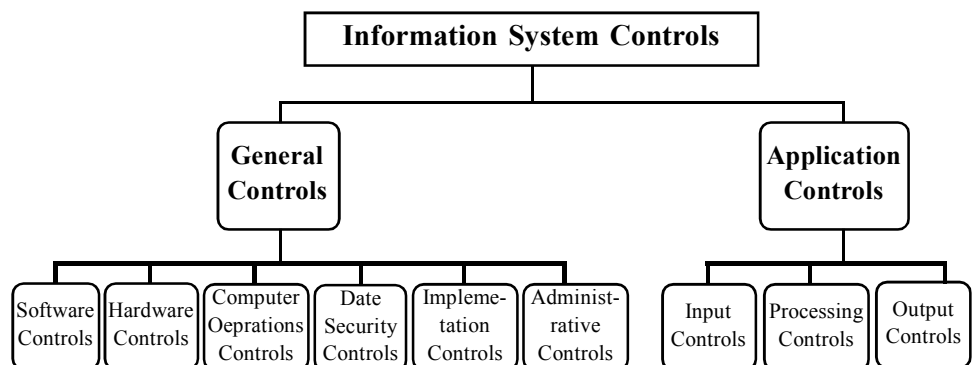 Information System Controls
General
Controls
Application
Controls
Software
Controls
Hardware
Controls
Computer
Oeprations
Controls
Date
Security
Controls
Impleme-
tation
Controls
Administ-
rative
Controls
Input
Controls
Processing
Controls
Output
Controls